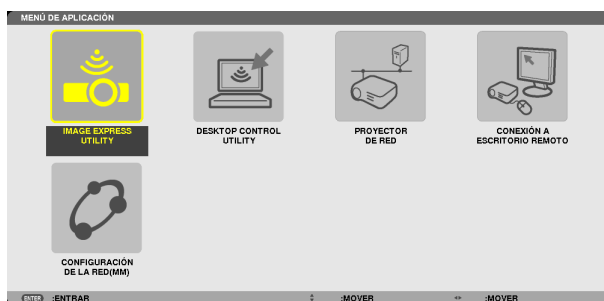 MENÚ DE APLICACIÓN
IMAGE EXPRESS
UTILITY
DESKTOP CONTROL
UTILITY
PROYECTOR
DE RED
CONEXIÓN A
ESCRITORIO REMOTO
CONFIGURACIÓN
DE LA RED(MM)
ENTER :ENTRAR :MOVER :MOVER